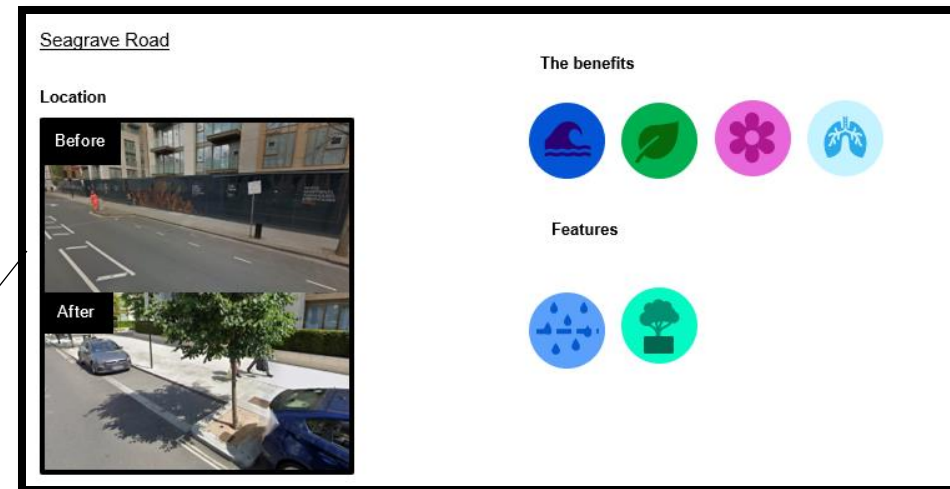 Seagrave Road
Location
Before
After
The benefits
Features